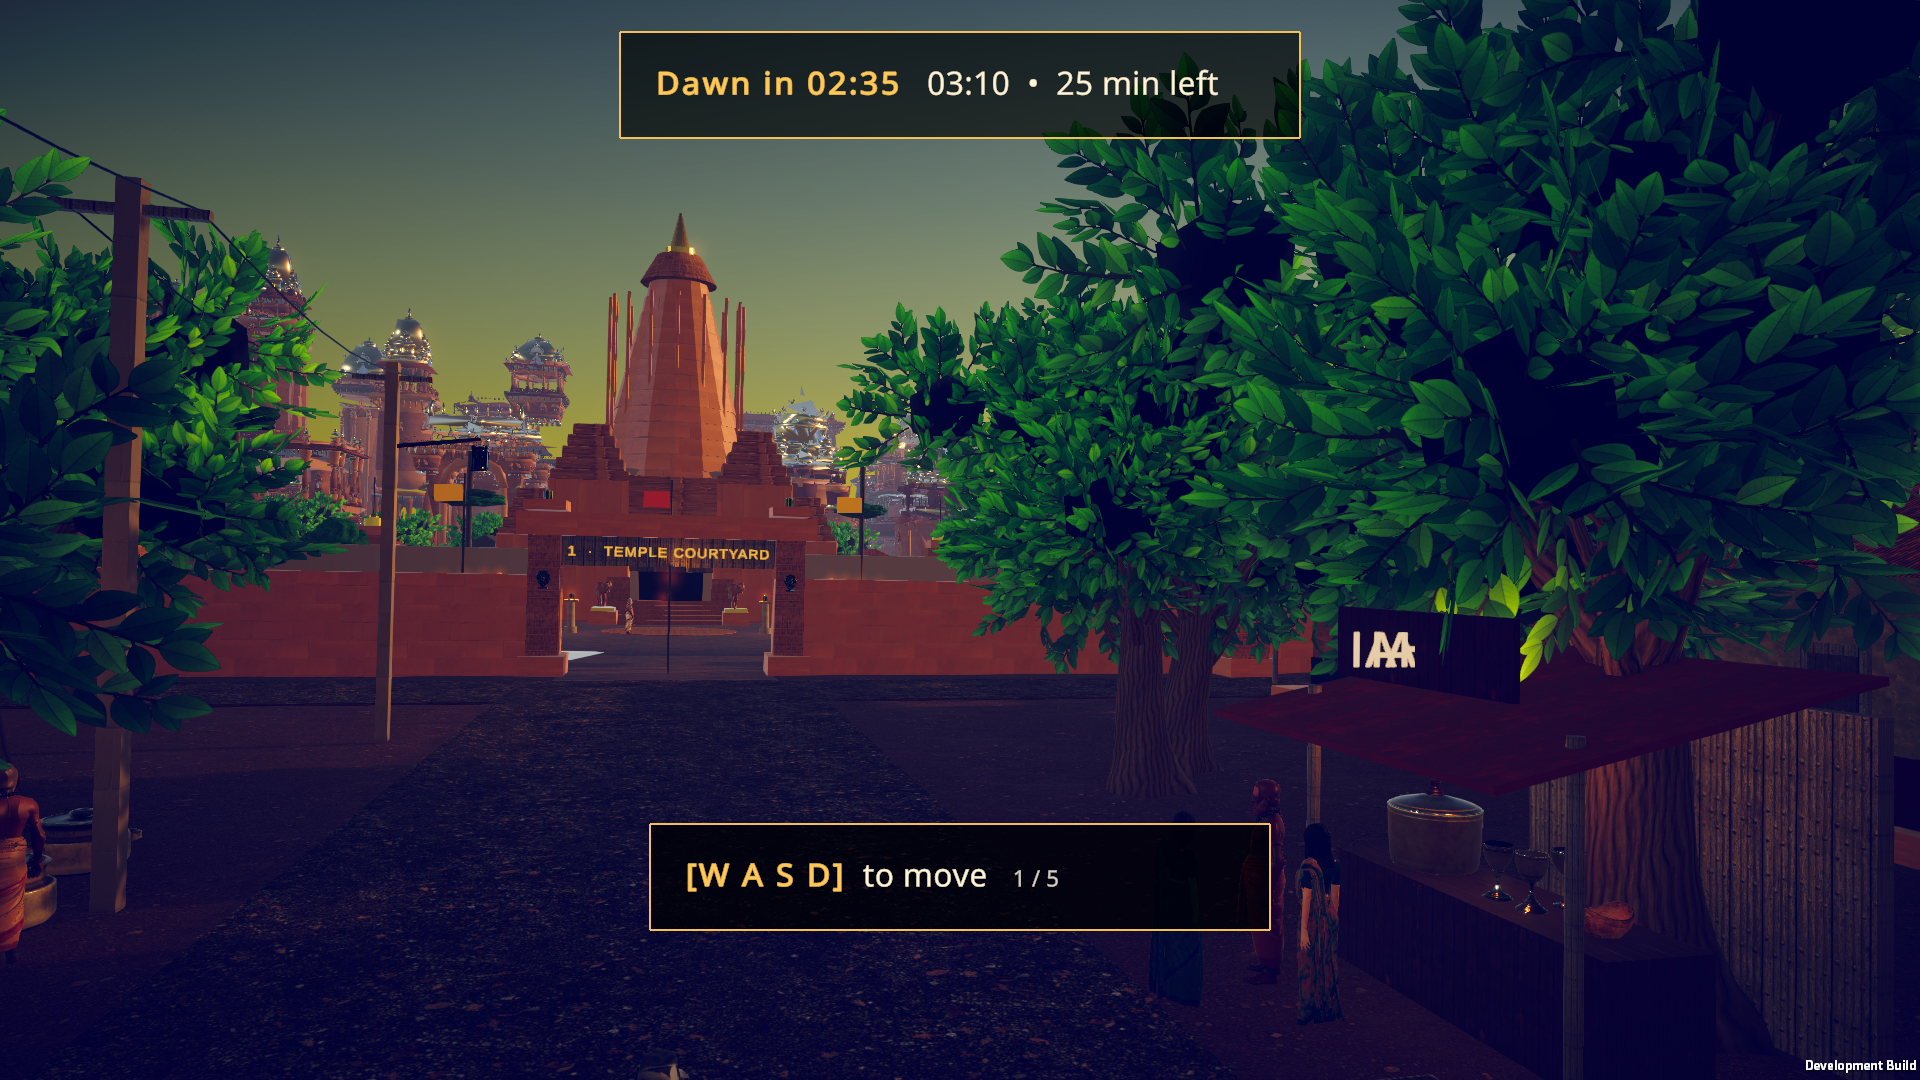 Dawn in 02:35 03:10 • 25 min left
1 · TEMPLE COURTYARD
[W A S D] to move 1 / 5
Development Build